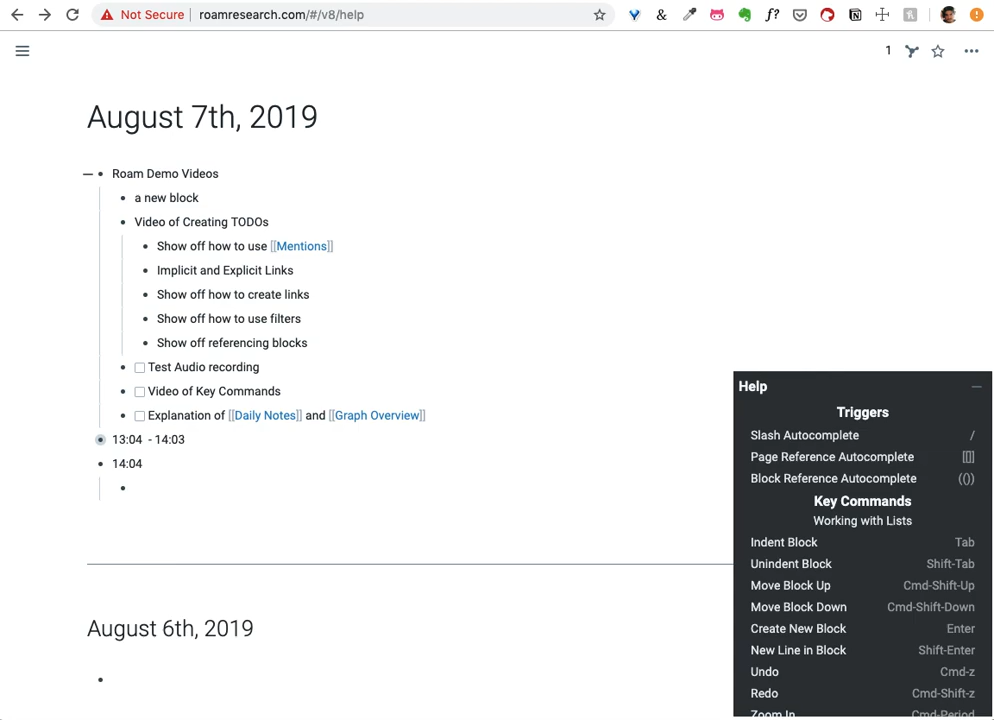 Not Secure | roamresearch.com/#/v8/help
1
August 7th, 2019
Roam Demo Videos
a new block
Video of Creating TODOs
Show off how to use [[Mentions]]
Implicit and Explicit Links
Show off how to create links
Show off how to use filters
Show off referencing blocks
Test Audio recording
Video of Key Commands
Explanation of [[Daily Notes]] and [[Graph Overview]]
13:04 - 14:03
14:04
August 6th, 2019
Help
Triggers
Slash Autocomplete /
Page Reference Autocomplete [[]]
Block Reference Autocomplete (())
Key Commands
Working with Lists
Indent Block Tab
Unindent Block Shift-Tab
Move Block Up Cmd-Shift-Up
Move Block Down Cmd-Shift-Down
Create New Block Enter
New Line in Block Shift-Enter
Undo Cmd-z
Redo Cmd-Shift-z
Zoom In Cmd-Period